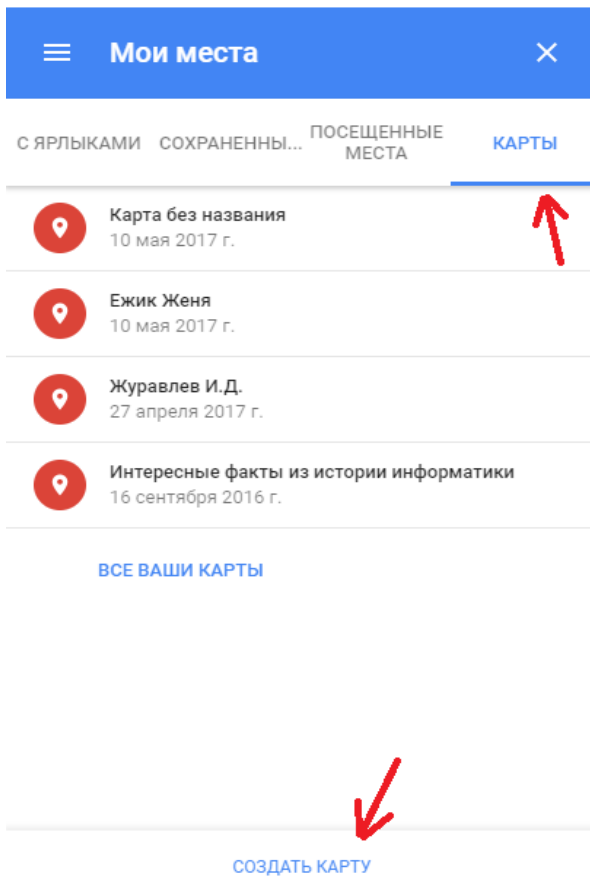 Мои места
С ЯРЛЫКАМИ СОХРАНЕННЫ... ПОСЕЩЕННЫЕ МЕСТА КАРТЫ
Карта без названия
10 мая 2017 г.
Ежик Женя
10 мая 2017 г.
Журавлев И.Д.
27 апреля 2017 г.
Интересные факты из истории информатики
16 сентября 2016 г.
ВСЕ ВАШИ КАРТЫ
СОЗДАТЬ КАРТУ